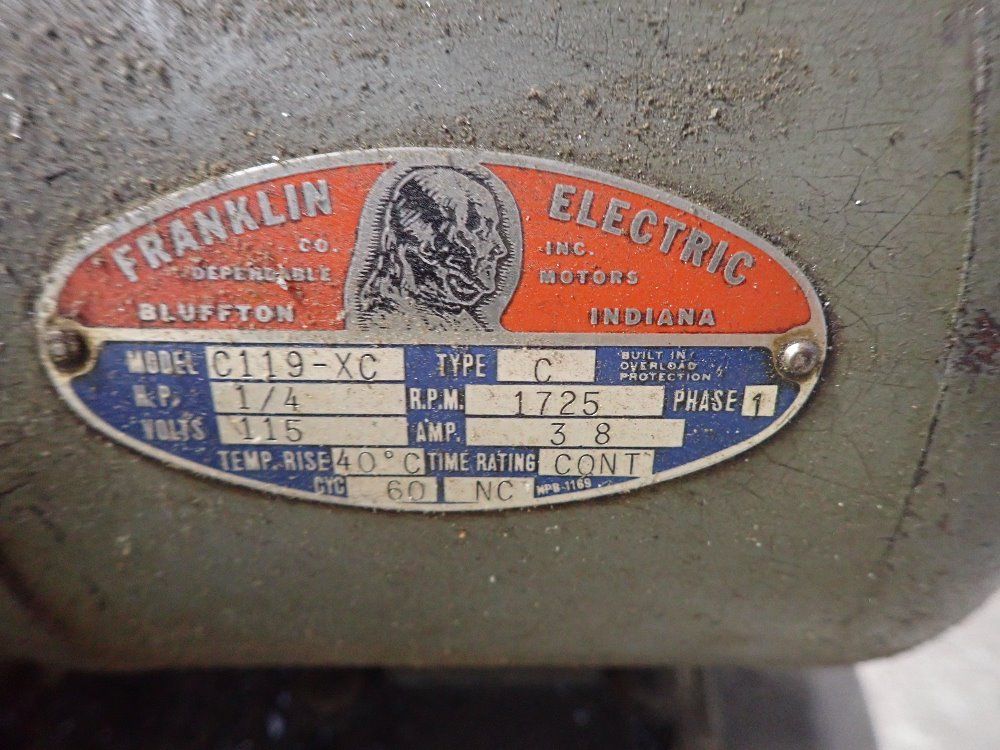 FRANKLIN ELECTRIC
CO. INC.
DEPENDABLE MOTORS
BLUFFTON INDIANA
MODEL C119-XC TYPE C BUILT IN
OVERLOAD
PROTECTION
H.P. 1/4 R.P.M. 1725 PHASE 1
VOLTS 115 AMP. 3 8
TEMP. RISE 40°C TIME RATING CONT
CYC 60 NC NPB-1169